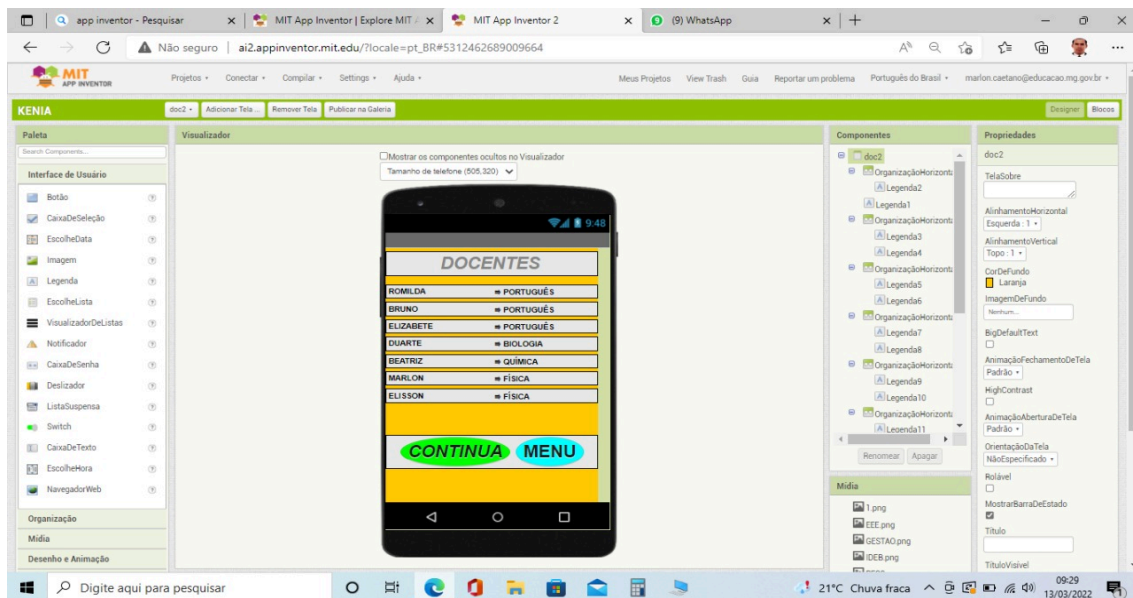 app inventor - Pesquisar
MIT App Inventor | Explore MIT A
MIT App Inventor 2
(9) WhatsApp
Não seguro | ai2.appinventor.mit.edu/?locale=pt_BR#5312462689009664
MIT
APP INVENTOR
Projetos
Conectar
Compilar
Settings
Ajuda
Meus Projetos
View Trash
Guia
Reportar um problema
Português do Brasil
marlon.caetano@educacao.mg.gov.br
KENIA
doc2
Adicionar Tela ...
Remover Tela
Publicar na Galeria
Designer
Blocos
Paleta
Search Components...
Interface de Usuário
Botão
CaixaDeSeleção
EscolheData
Imagem
Legenda
EscolheLista
VisualizadorDeListas
Notificador
CaixaDeSenha
Deslizador
ListaSuspensa
Switch
CaixaDeTexto
EscolheHora
NavegadorWeb
Organização
Mídia
Desenho e Animação
Visualizador
Mostrar os componentes ocultos no Visualizador
Tamanho de telefone (505,320)
9:48
DOCENTES
ROMILDA ⇒ PORTUGUÊS
BRUNO ⇒ PORTUGUÊS
ELIZABETE ⇒ PORTUGUÊS
DUARTE ⇒ BIOLOGIA
BEATRIZ ⇒ QUÍMICA
MARLON ⇒ FÍSICA
ELISSON ⇒ FÍSICA
CONTINUA MENU
Componentes
doc2
OrganizaçãoHorizonta
Legenda2
Legenda1
OrganizaçãoHorizonta
Legenda3
Legenda4
OrganizaçãoHorizonta
Legenda5
Legenda6
OrganizaçãoHorizonta
Legenda7
Legenda8
OrganizaçãoHorizonta
Legenda9
Legenda10
OrganizaçãoHorizonta
Legenda11
Renomear
Apagar
Mídia
1.png
EEE.png
GESTAO.png
IDEB.png
Propriedades
doc2
TelaSobre
AlinhamentoHorizontal
Esquerda : 1
AlinhamentoVertical
Topo : 1
CorDeFundo
Laranja
ImagemDeFundo
Nenhum...
BigDefaultText
AnimaçãoFechamentoDeTela
Padrão
HighContrast
AnimaçãoAberturaDeTela
Padrão
OrientaçãoDaTela
NãoEspecificado
Rolável
MostrarBarraDeEstado
Título
TítuloVisível
Digite aqui para pesquisar
21°C Chuva fraca
09:29
13/03/2022